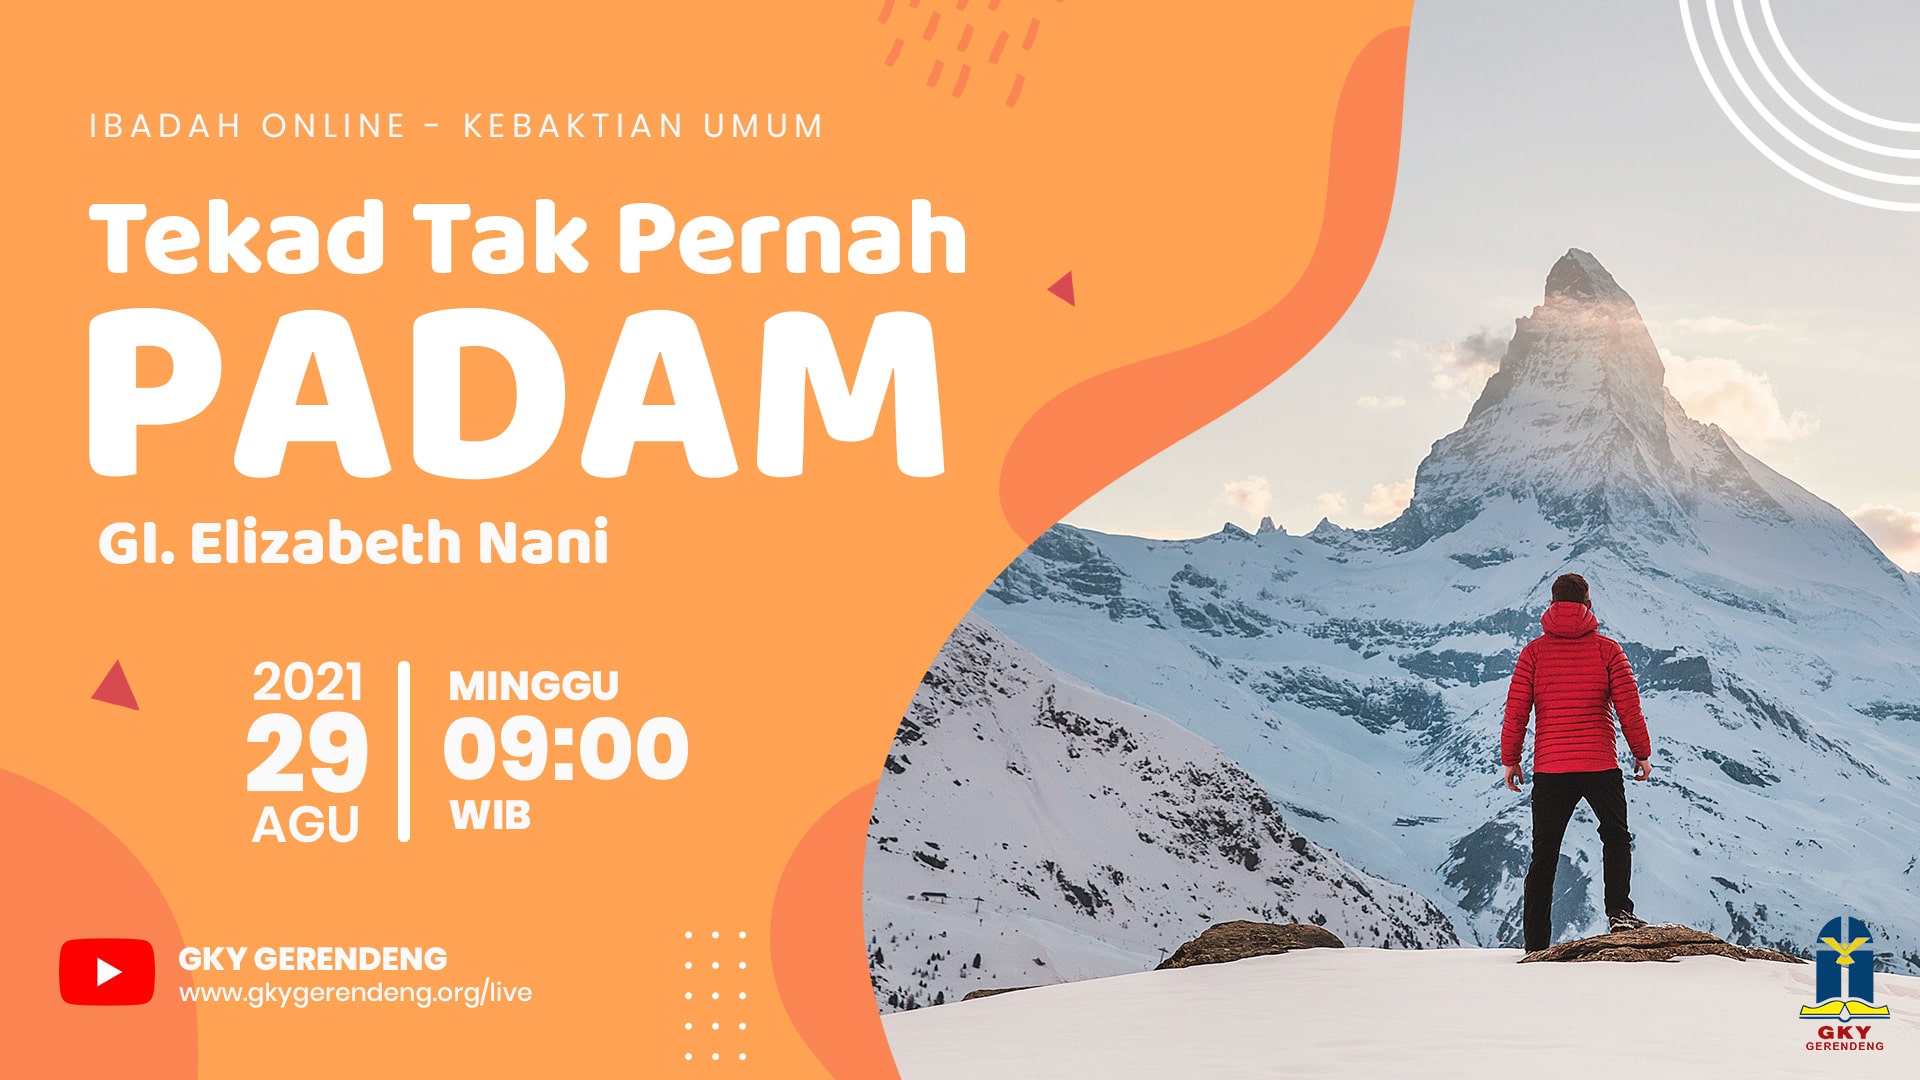 IBADAH ONLINE - KEBAKTIAN UMUM
Tekad Tak Pernah
PADAM
GI. Elizabeth Nani
2021
29
AGU
MINGGU
09:00
WIB
GKY GERENDENG
www.gkygerendeng.org/live
GKY
GERENDENG